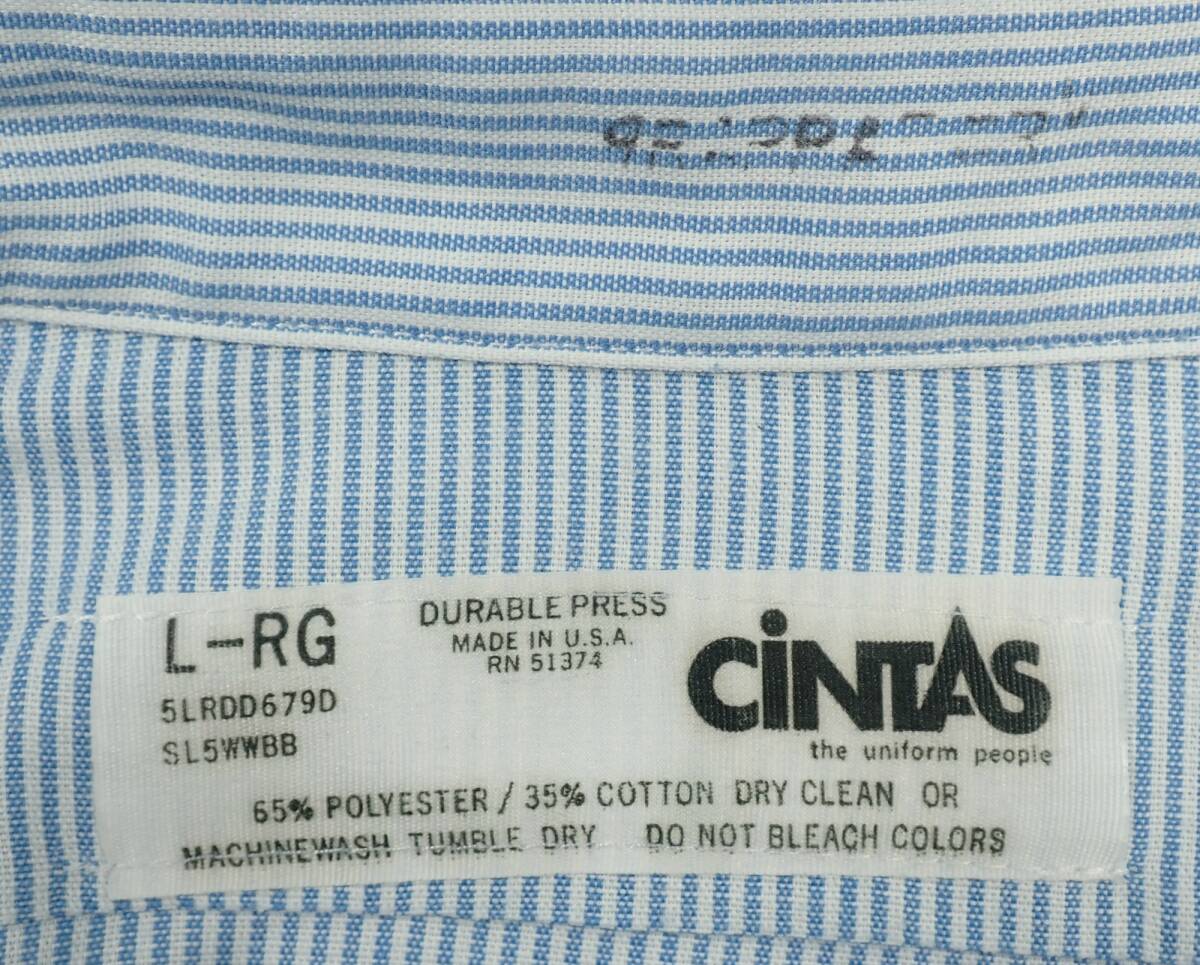 L-RG
5LRDD679D
SL5WWBB
DURABLE PRESS
MADE IN U.S.A.
RN 51374
CiNTAS
the uniform people
65% POLYESTER / 35% COTTON DRY CLEAN OR
MACHINEWASH TUMBLE DRY DO NOT BLEACH COLORS